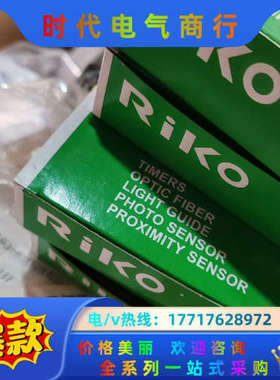 时代电气商行
RiKO
RiKO
TIMERS
OPTIC FIBER
LIGHT GUIDE
PHOTO SENSOR
PROXIMITY SENSOR
款
电/v热线：17717628972
价格美丽 欢迎咨询
全系列一站式采购